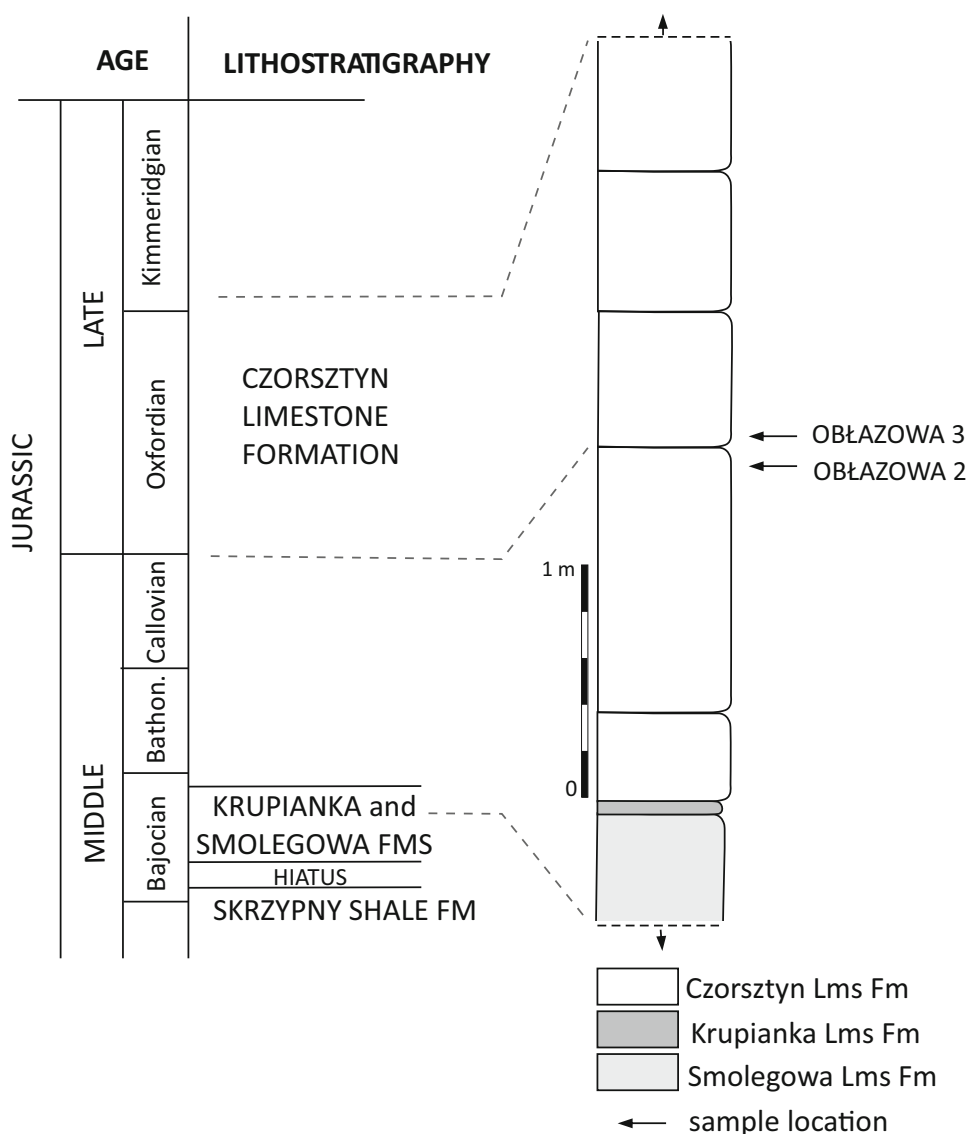 AGE
LITHOSTRATIGRAPHY
JURASSIC
LATE
MIDDLE
Kimmeridgian
Oxfordian
Callovian
Bathon.
Bajocian
CZORSZTYN
LIMESTONE
FORMATION
KRUPIANKA and
SMOLEGOWA FMS
HIATUS
SKRZYPNY SHALE FM
1 m
0
OBŁAZOWA 3
OBŁAZOWA 2
Czorsztyn Lms Fm
Krupianka Lms Fm
Smolegowa Lms Fm
sample location